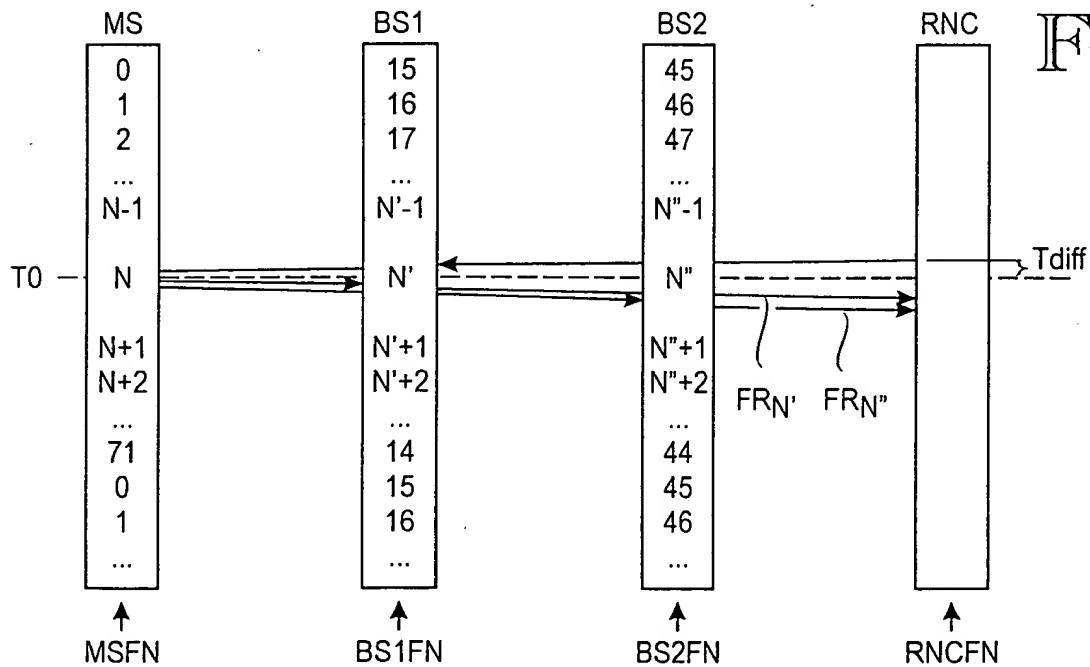 MS BS1 BS2 RNC F
0 15 45
1 16 46
2 17 47
... ... ...
N-1 N'-1 N"-1
T0 N N' N" Tdiff
N+1 N'+1 N"+1
N+2 N'+2 N"+2
FRN' FRN"
... ... ...
71 14 44
0 15 45
1 16 46
... ... ...
MSFN BS1FN BS2FN RNCFN